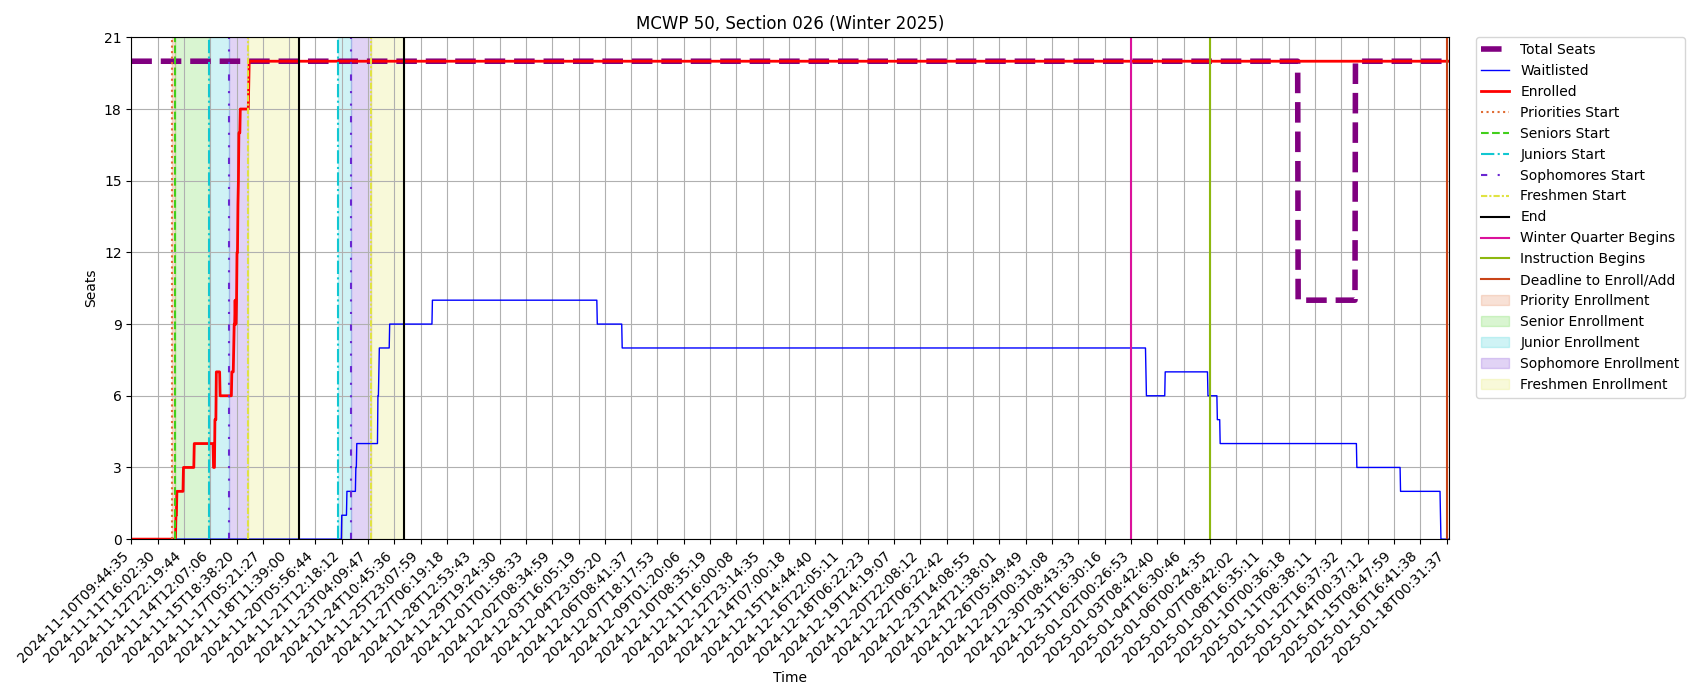 MCWP 50, Section 026 (Winter 2025)
21
18
15
12
9
6
3
0
Seats
2024-11-10T09:44:35
2024-11-11T16:02:30
2024-11-12T22:19:44
2024-11-14T12:07:06
2024-11-15T18:38:20
2024-11-17T05:21:27
2024-11-18T11:39:00
2024-11-20T05:56:44
2024-11-21T12:18:12
2024-11-23T04:09:47
2024-11-24T10:45:36
2024-11-25T23:07:59
2024-11-27T06:19:18
2024-11-28T12:53:43
2024-11-29T19:24:30
2024-12-01T01:58:33
2024-12-02T08:34:59
2024-12-03T16:05:19
2024-12-04T23:05:20
2024-12-06T08:41:37
2024-12-07T18:17:53
2024-12-09T01:20:06
2024-12-10T08:35:19
2024-12-11T16:00:08
2024-12-12T23:14:35
2024-12-14T07:00:18
2024-12-15T14:44:40
2024-12-16T22:05:11
2024-12-18T06:22:23
2024-12-19T14:19:07
2024-12-20T22:08:12
2024-12-22T06:22:42
2024-12-23T14:08:55
2024-12-24T21:38:01
2024-12-26T05:49:49
2024-12-29T00:31:08
2024-12-30T08:43:33
2024-12-31T16:30:16
2025-01-02T00:26:53
2025-01-03T08:42:40
2025-01-04T16:30:46
2025-01-06T00:24:35
2025-01-07T08:42:02
2025-01-08T16:35:11
2025-01-10T00:36:18
2025-01-11T08:38:11
2025-01-12T16:37:32
2025-01-14T00:37:12
2025-01-15T08:47:59
2025-01-16T16:41:38
2025-01-18T00:31:37
Time
Total Seats
Waitlisted
Enrolled
Priorities Start
Seniors Start
Juniors Start
Sophomores Start
Freshmen Start
End
Winter Quarter Begins
Instruction Begins
Deadline to Enroll/Add
Priority Enrollment
Senior Enrollment
Junior Enrollment
Sophomore Enrollment
Freshmen Enrollment